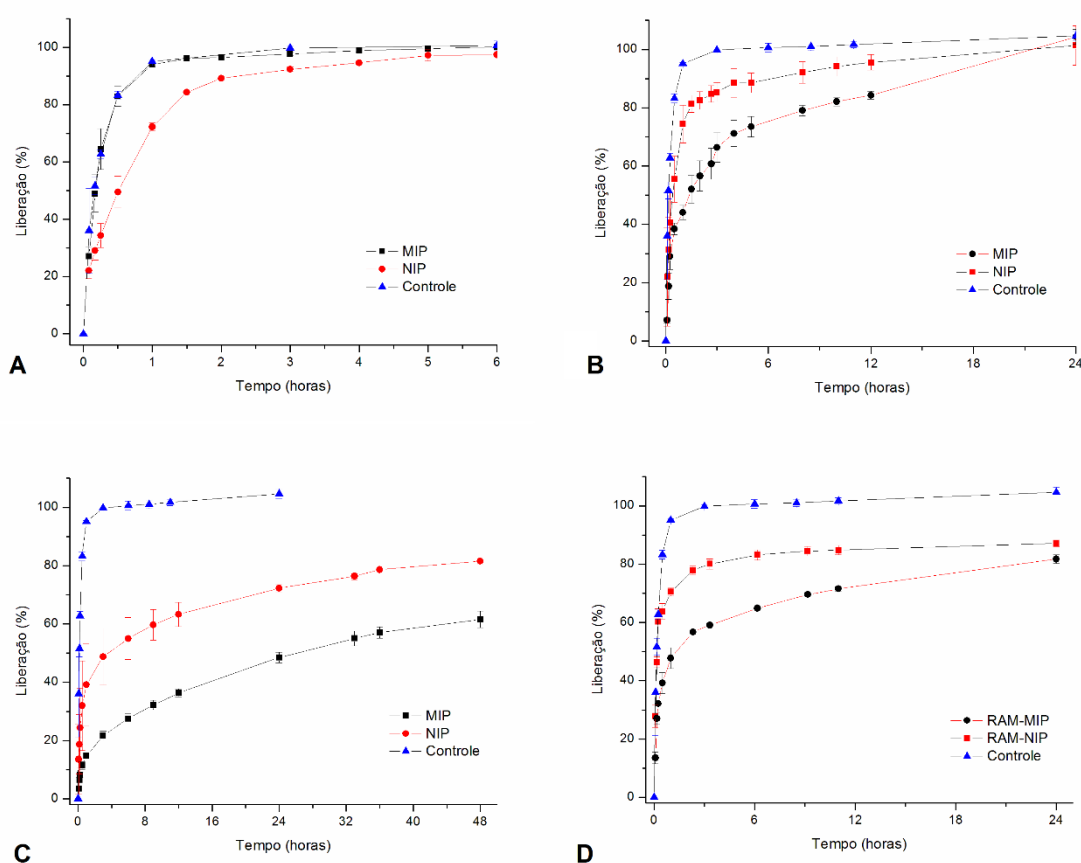 100
80
60
40
20
0
Liberação (%)
MIP
NIP
Controle
0 1 2 3 4 5 6
Tempo (horas)
A
100
80
60
40
20
0
Liberação (%)
MIP
NIP
Controle
0 6 12 18 24
Tempo (horas)
B
100
80
60
40
20
0
Liberação (%)
MIP
NIP
Controle
0 8 16 24 32 40 48
Tempo (horas)
C
100
80
60
40
20
0
Liberação (%)
RAM-MIP
RAM-NIP
Controle
0 6 12 18 24
Tempo (horas)
D